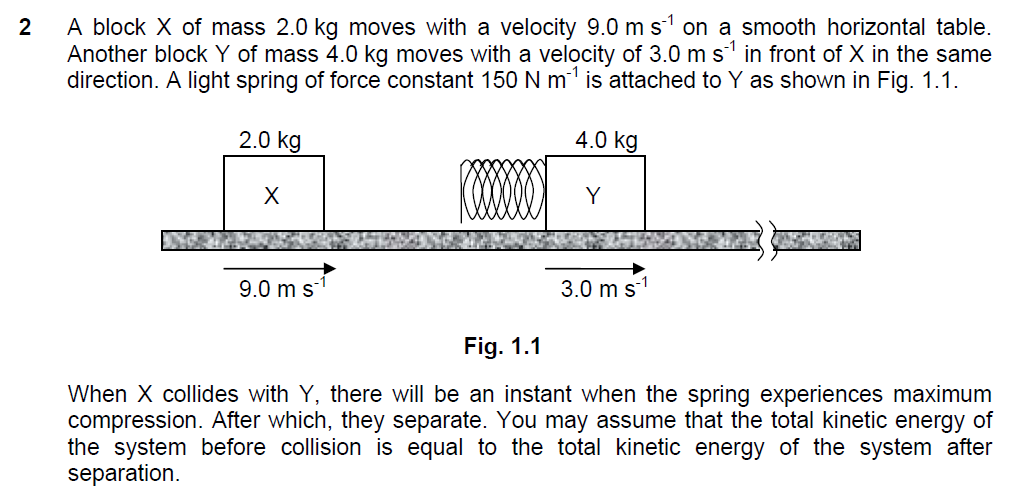 2 A block X of mass 2.0 kg moves with a velocity 9.0 m s⁻¹ on a smooth horizontal table.
Another block Y of mass 4.0 kg moves with a velocity of 3.0 m s⁻¹ in front of X in the same
direction. A light spring of force constant 150 N m⁻¹ is attached to Y as shown in Fig. 1.1.
2.0 kg 4.0 kg
X Y
9.0 m s⁻¹ 3.0 m s⁻¹
Fig. 1.1
When X collides with Y, there will be an instant when the spring experiences maximum
compression. After which, they separate. You may assume that the total kinetic energy of
the system before collision is equal to the total kinetic energy of the system after
separation.